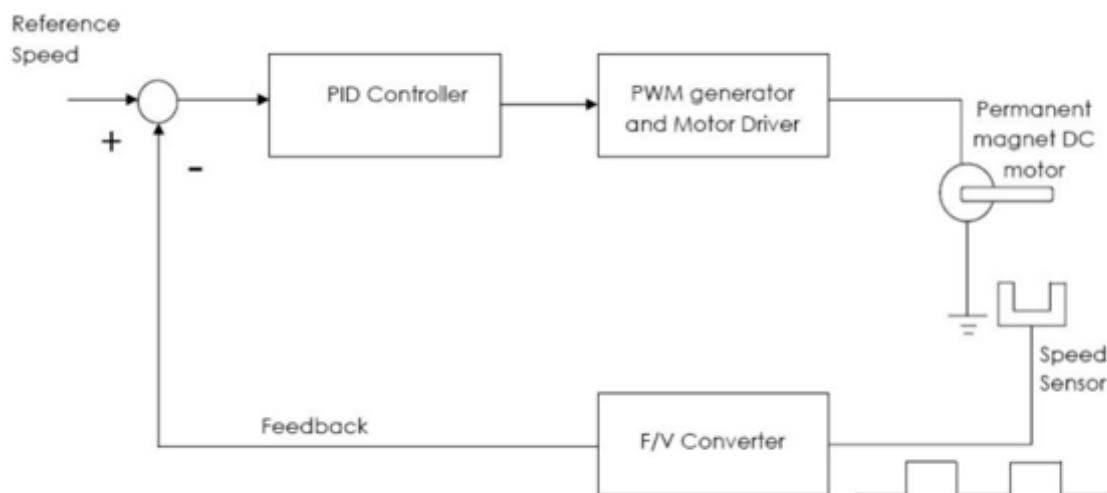 Reference
Speed
+
-
PID Controller
PWM generator
and Motor Driver
Permanent
magnet DC
motor
Speed
Sensor
F/V Converter
Feedback